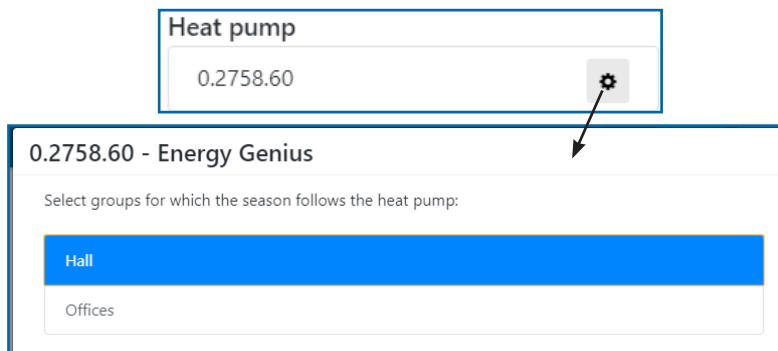 Heat pump
0.2758.60
0.2758.60 - Energy Genius
Select groups for which the season follows the heat pump:
Hall
Offices